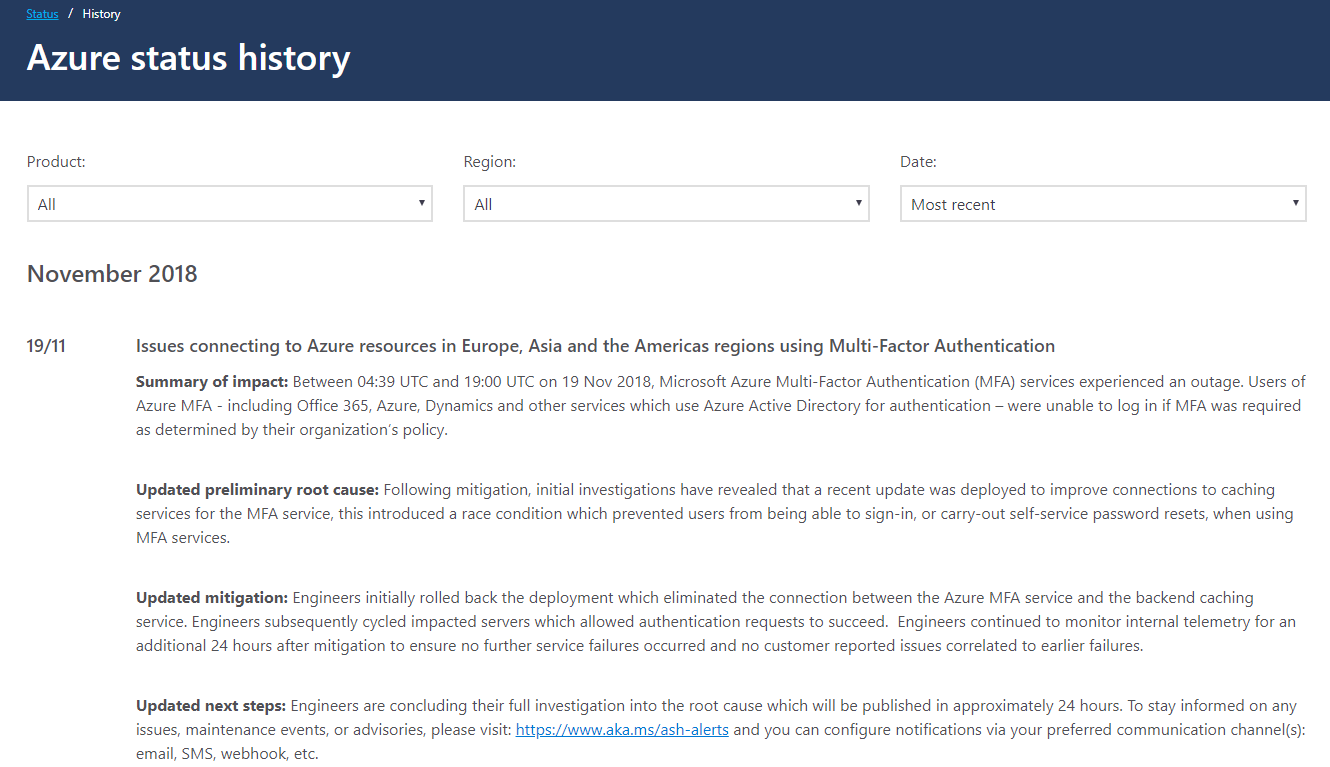 Status / History
Azure status history
Product: Region: Date:
All All Most recent
November 2018
19/11 Issues connecting to Azure resources in Europe, Asia and the Americas regions using Multi-Factor Authentication
Summary of impact: Between 04:39 UTC and 19:00 UTC on 19 Nov 2018, Microsoft Azure Multi-Factor Authentication (MFA) services experienced an outage. Users of
Azure MFA - including Office 365, Azure, Dynamics and other services which use Azure Active Directory for authentication – were unable to log in if MFA was required
as determined by their organization's policy.
Updated preliminary root cause: Following mitigation, initial investigations have revealed that a recent update was deployed to improve connections to caching
services for the MFA service, this introduced a race condition which prevented users from being able to sign-in, or carry-out self-service password resets, when using
MFA services.
Updated mitigation: Engineers initially rolled back the deployment which eliminated the connection between the Azure MFA service and the backend caching
service. Engineers subsequently cycled impacted servers which allowed authentication requests to succeed.  Engineers continued to monitor internal telemetry for an
additional 24 hours after mitigation to ensure no further service failures occurred and no customer reported issues correlated to earlier failures.
Updated next steps: Engineers are concluding their full investigation into the root cause which will be published in approximately 24 hours. To stay informed on any
issues, maintenance events, or advisories, please visit: https://www.aka.ms/ash-alerts and you can configure notifications via your preferred communication channel(s):
email, SMS, webhook, etc.